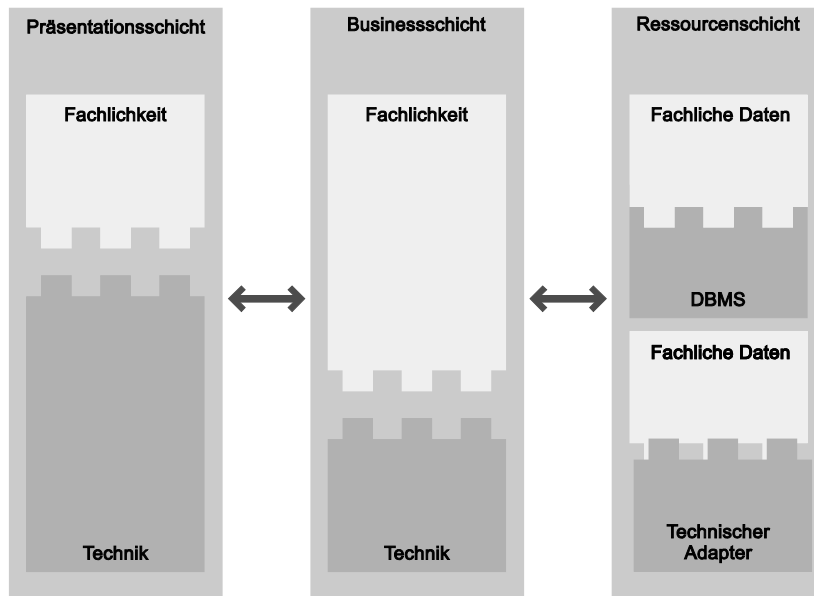 Präsentationsschicht
Businessschicht
Ressourcenschicht
Fachlichkeit
Fachlichkeit
Fachliche Daten
DBMS
Fachliche Daten
Technik
Technik
Technischer
Adapter